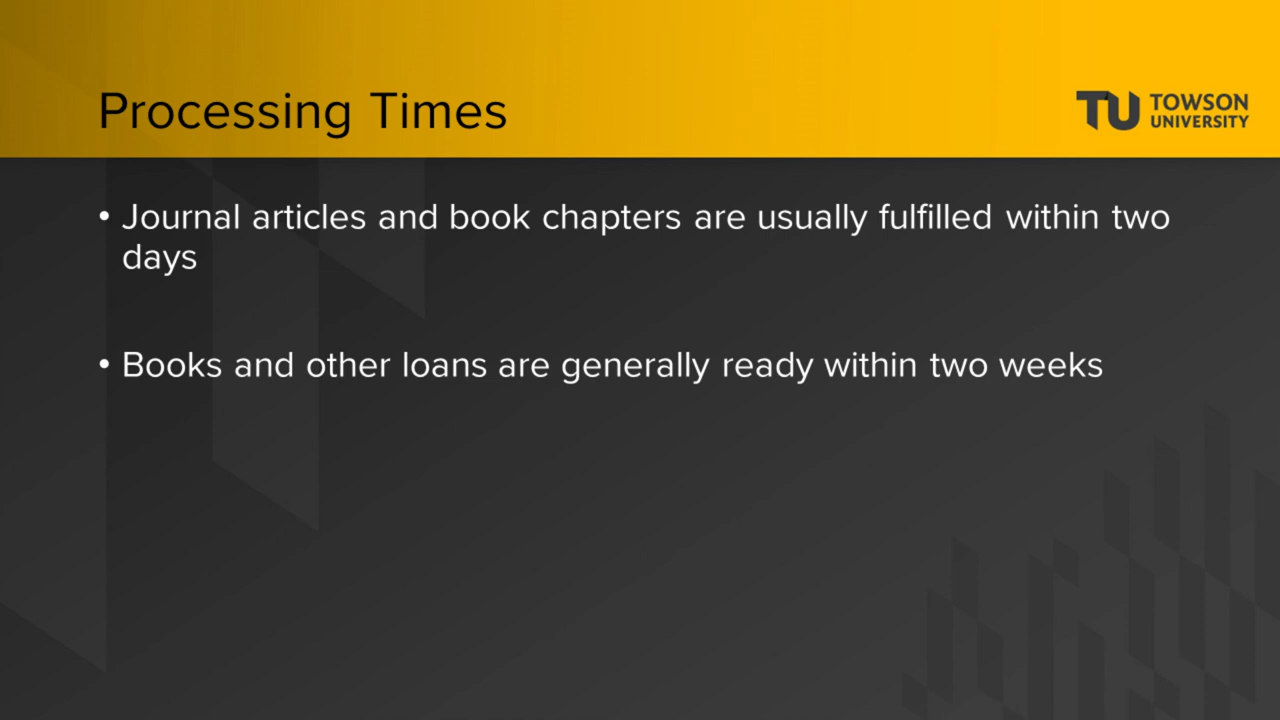 Processing Times
TU TOWSON
UNIVERSITY
• Journal articles and book chapters are usually fulfilled within two
days
• Books and other loans are generally ready within two weeks